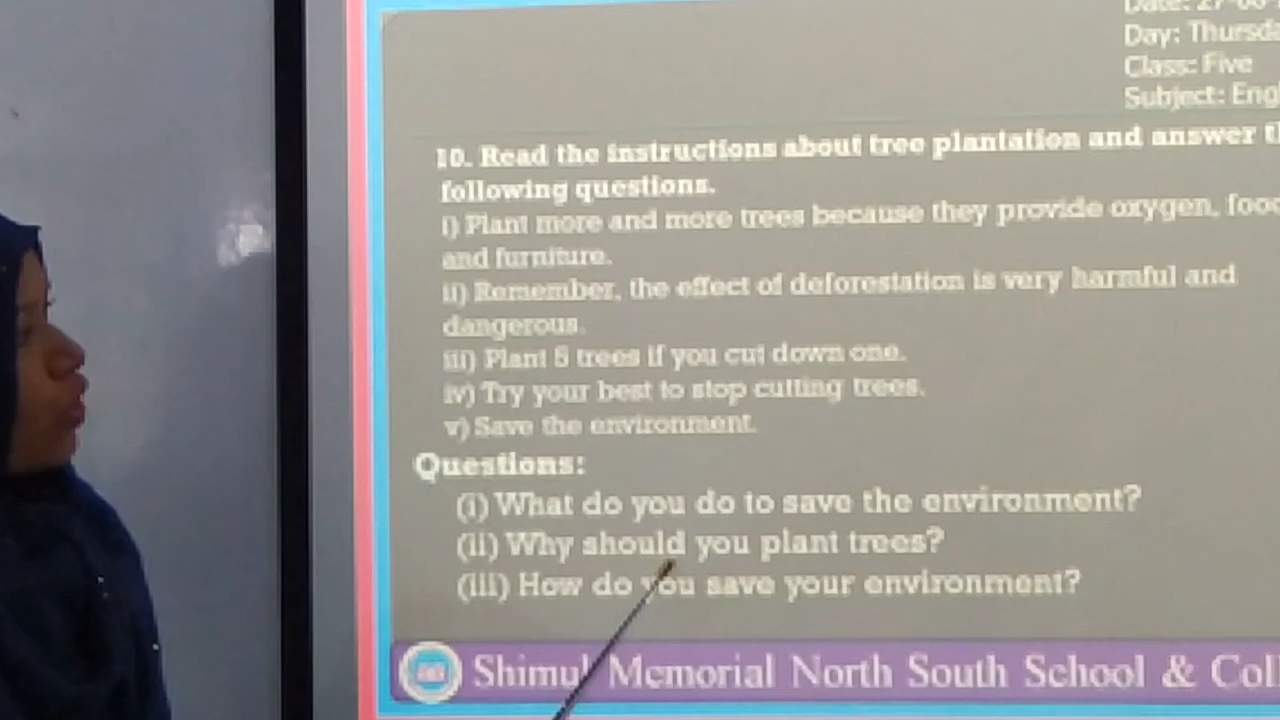 Day:
Class: Five
Subject:
10. Read the instructions about tree plantation and answer
following questions.
i) Plant more and more trees because they provide oxygen,
and furniture.
ii) Remember, the effect of deforestation is very harmful and
dangerous.
iii) Plant 5 trees if you cut down one.
iv) Try your best to stop cutting trees.
v) Save the environment.
Questions:
(i) What do you do to save the environment?
(ii) Why should you plant trees?
(iii) How do you save your environment?
Shimul Memorial North South School &